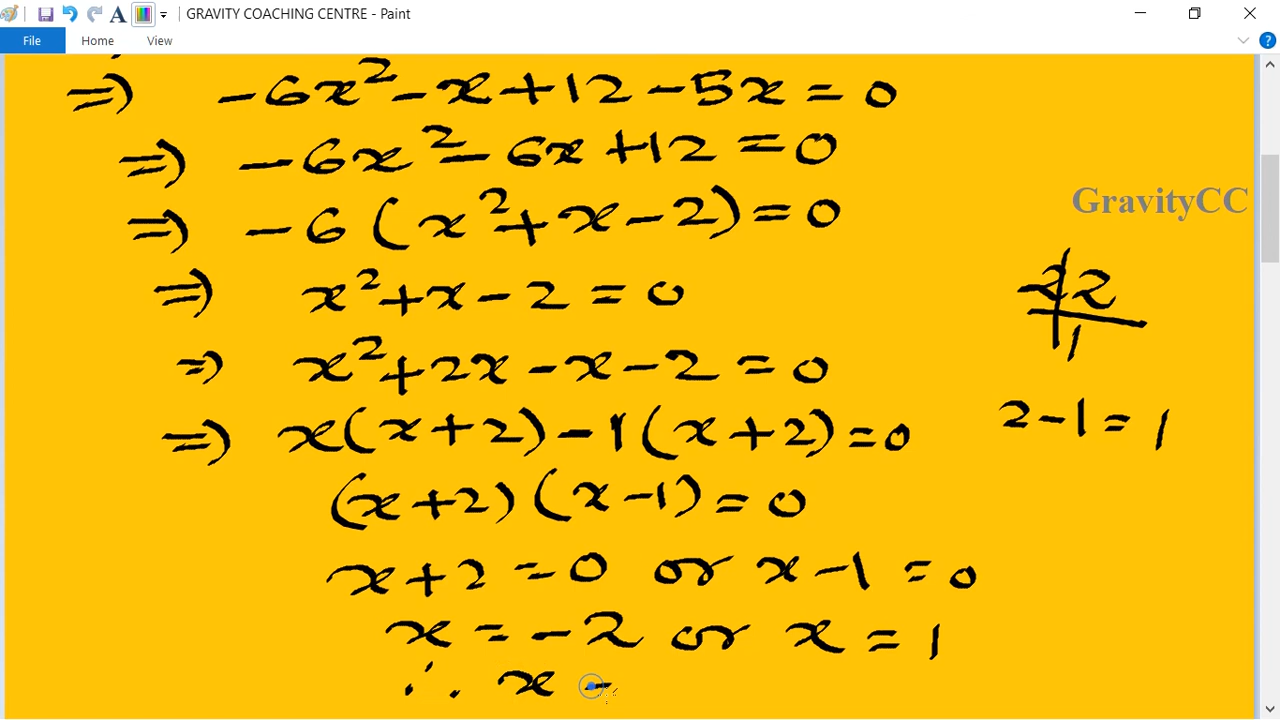 GRAVITY COACHING CENTRE - Paint
File Home View
=) -6x²-x+12-5x=0
=) -6x²-6x+12=0
GravityCC
=) -6(x²+x-2)=0
=) x²+x-2=0
2 2
1
=) x²+2x-x-2=0
=) x(x+2)-1(x+2)=0
2-1=1
(x+2)(x-1)=0
x+2=0 or x-1=0
x=-2 or x=1
∴ x -